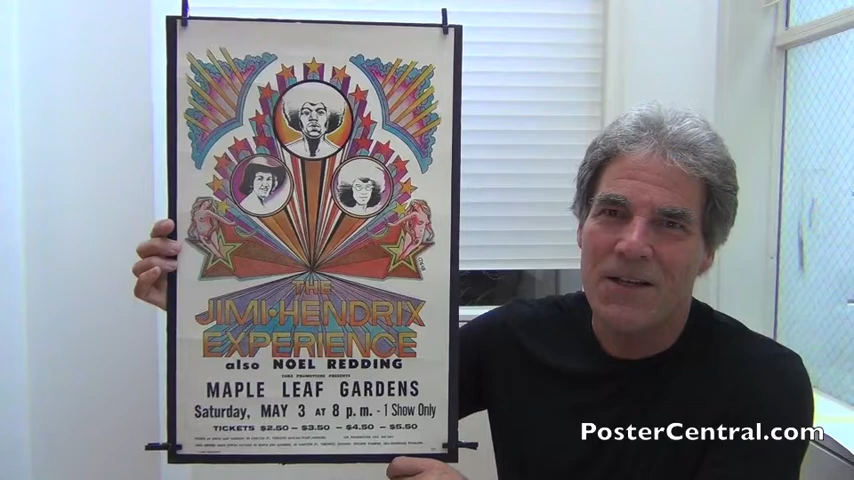 THE
JIMI·HENDRIX
EXPERIENCE
also NOEL REDDING
MAPLE LEAF GARDENS
Saturday, MAY 3 AT 8 p.m. - 1 Show Only
TICKETS $2.50 - $3.50 - $4.50 - $5.50
PosterCentral.com